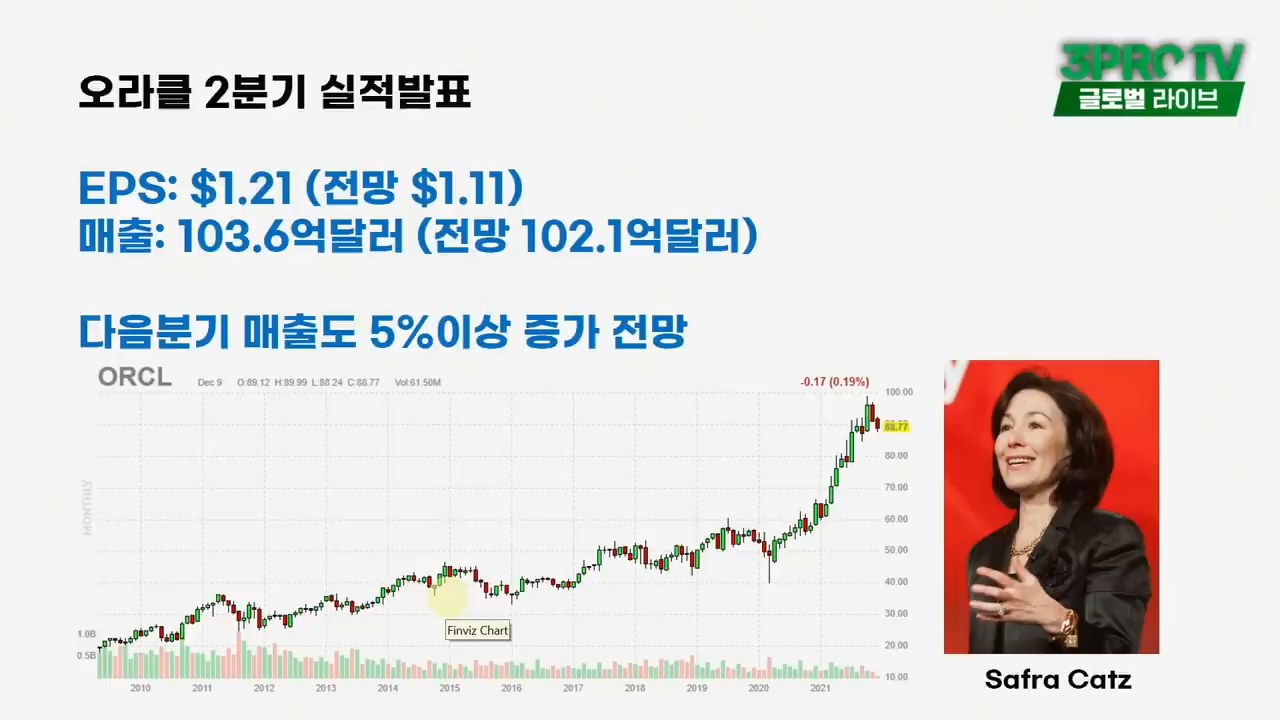 오라클 2분기 실적발표
3PRO TV
글로벌 라이브
EPS: $1.21 (전망 $1.11)
매출: 103.6억달러 (전망 102.1억달러)
다음분기 매출도 5%이상 증가 전망
ORCL
Dec 9 O:89.12 H:89.99 L:88.24 C:88.77 Vol:61.50M
-0.17 (0.19%)
100.00
88.77
80.00
70.00
60.00
50.00
40.00
30.00
20.00
10.00
MONTHLY
1.0B
0.5B
Finviz Chart
2010 2011 2012 2013 2014 2015 2016 2017 2018 2019 2020 2021
Safra Catz